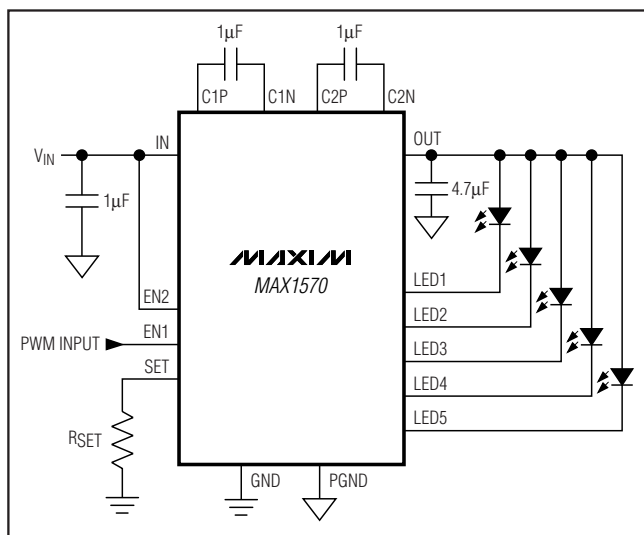 1μF
1μF
C1P
C1N
C2P
C2N
IN
OUT
VIN
1μF
4.7μF
MAXIM
MAX1570
LED1
EN2
LED2
PWM INPUT
EN1
LED3
SET
LED4
RSET
LED5
GND
PGND